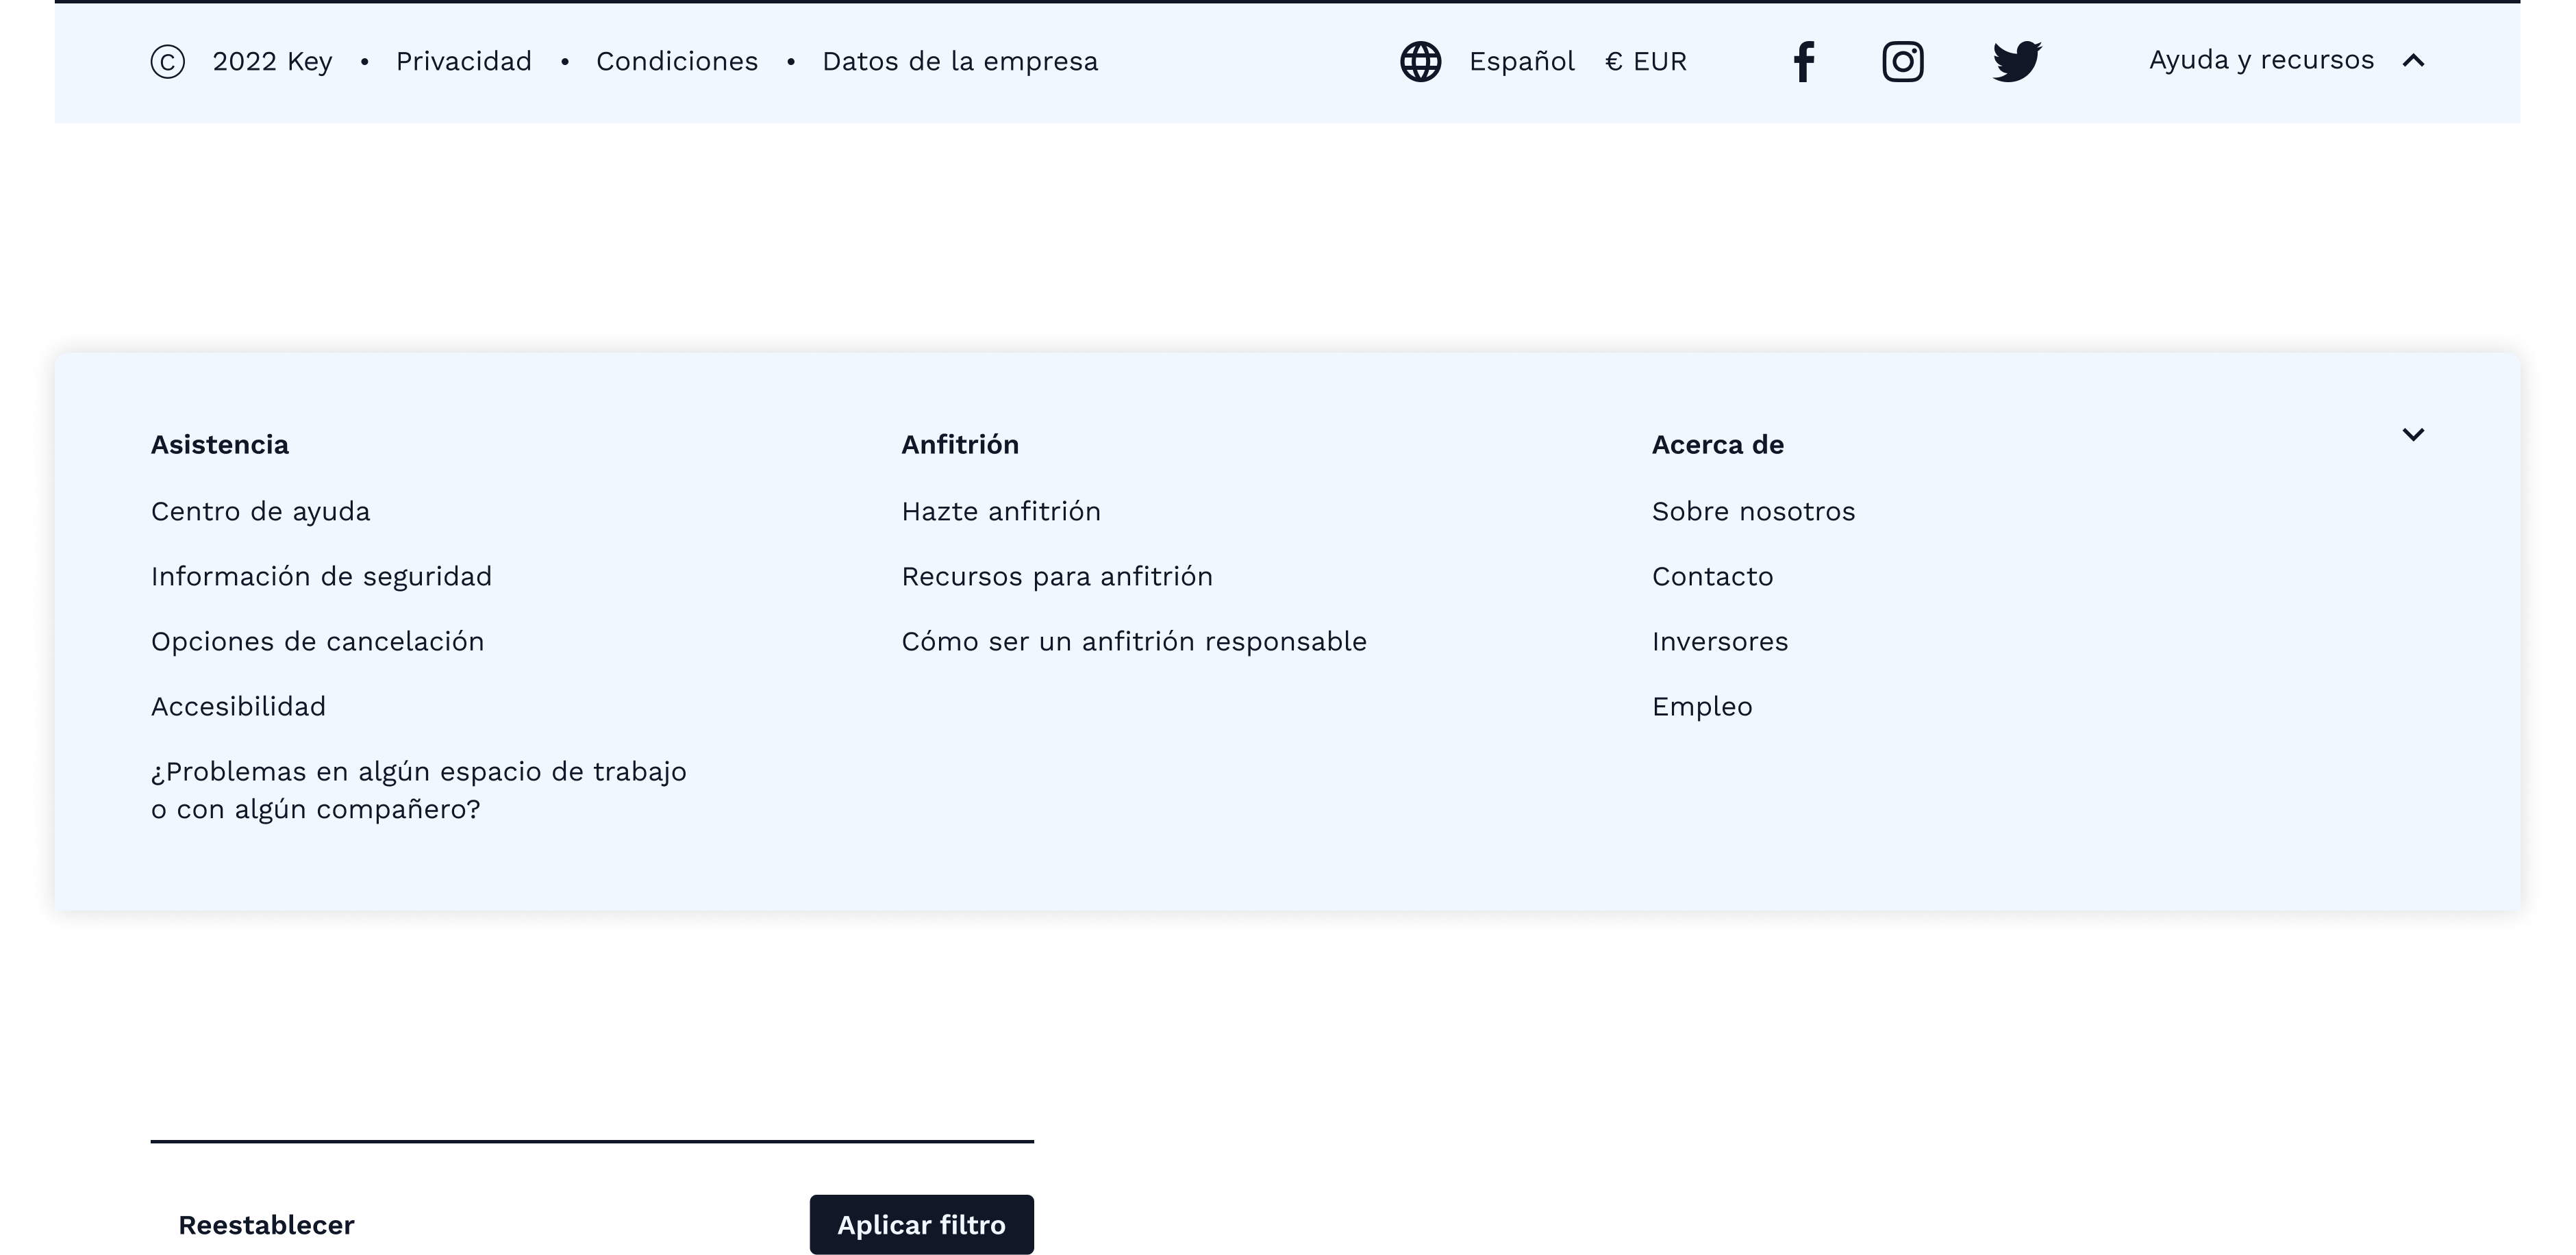 © 2022 Key • Privacidad • Condiciones • Datos de la empresa Español € EUR Ayuda y recursos
Asistencia
Centro de ayuda
Información de seguridad
Opciones de cancelación
Accesibilidad
¿Problemas en algún espacio de trabajo
o con algún compañero?
Anfitrión
Hazte anfitrión
Recursos para anfitrión
Cómo ser un anfitrión responsable
Acerca de
Sobre nosotros
Contacto
Inversores
Empleo
Reestablecer
Aplicar filtro